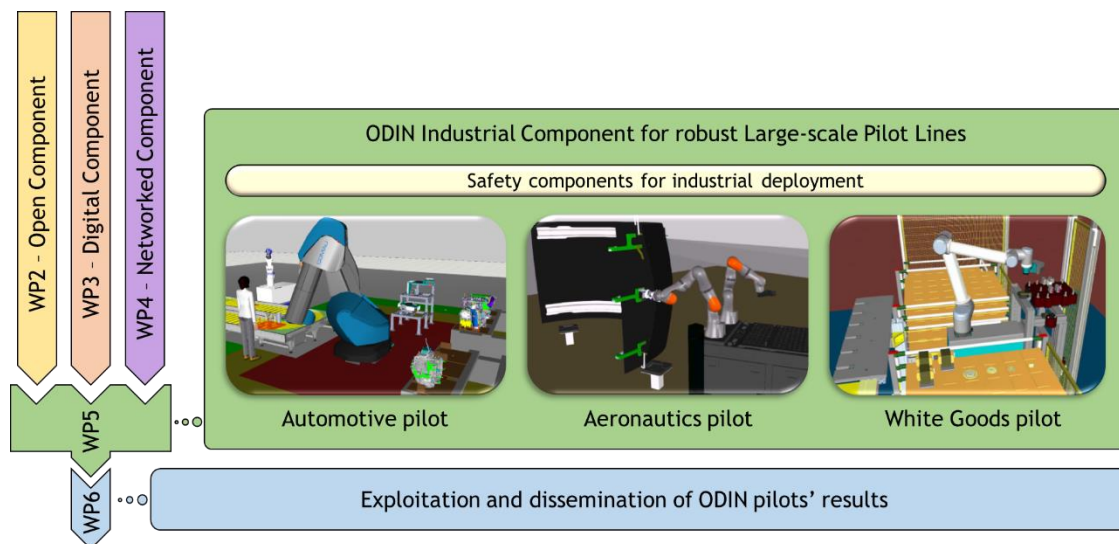 WP2 – Open Component
WP3 – Digital Component
WP4 – Networked Component
ODIN Industrial Component for robust Large-scale Pilot Lines
Safety components for industrial deployment
Automotive pilot
Aeronautics pilot
White Goods pilot
WP5
WP6
Exploitation and dissemination of ODIN pilots’ results